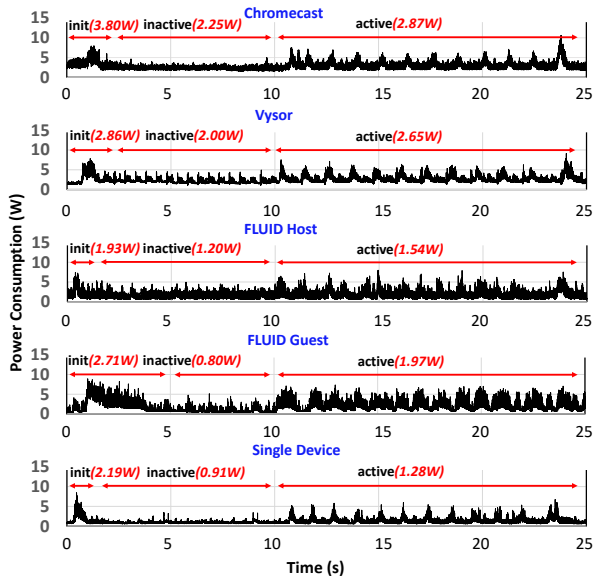 Chromecast
init(3.80W) inactive(2.25W) active(2.87W)
15
10
5
0
0 5 10 15 20 25
Vysor
init(2.86W) inactive(2.00W) active(2.65W)
15
10
5
0
0 5 10 15 20 25
FLUID Host
init(1.93W) inactive(1.20W) active(1.54W)
15
10
5
0
0 5 10 15 20 25
FLUID Guest
init(2.71W) inactive(0.80W) active(1.97W)
15
10
5
0
0 5 10 15 20 25
Single Device
init(2.19W) inactive(0.91W) active(1.28W)
15
10
5
0
0 5 10 15 20 25
Time (s)
Power Consumption (W)